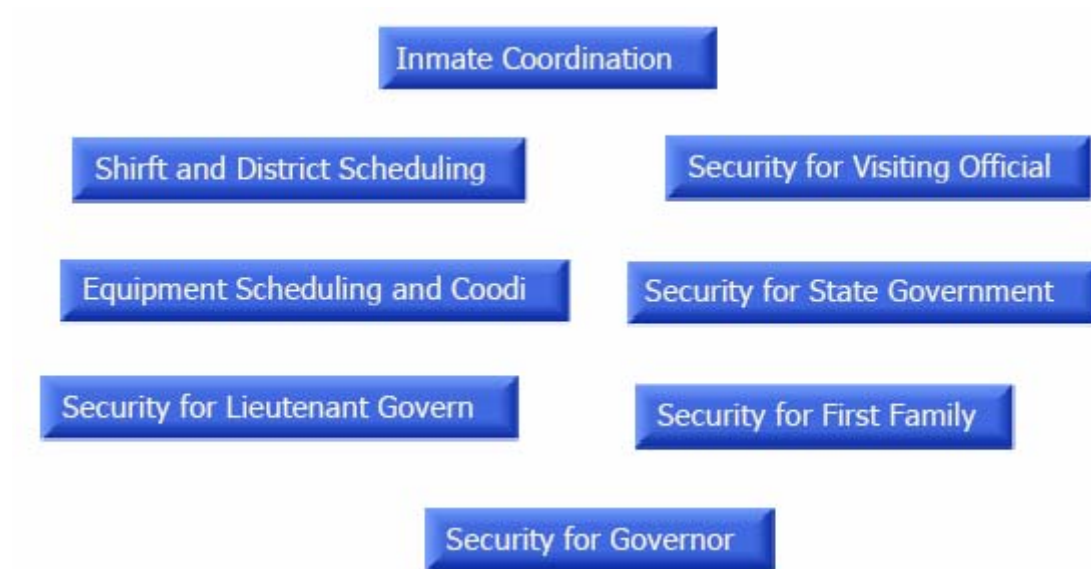 Inmate Coordination
Shirft and District Scheduling
Security for Visiting Official
Equipment Scheduling and Coodi
Security for State Government
Security for Lieutenant Govern
Security for First Family
Security for Governor